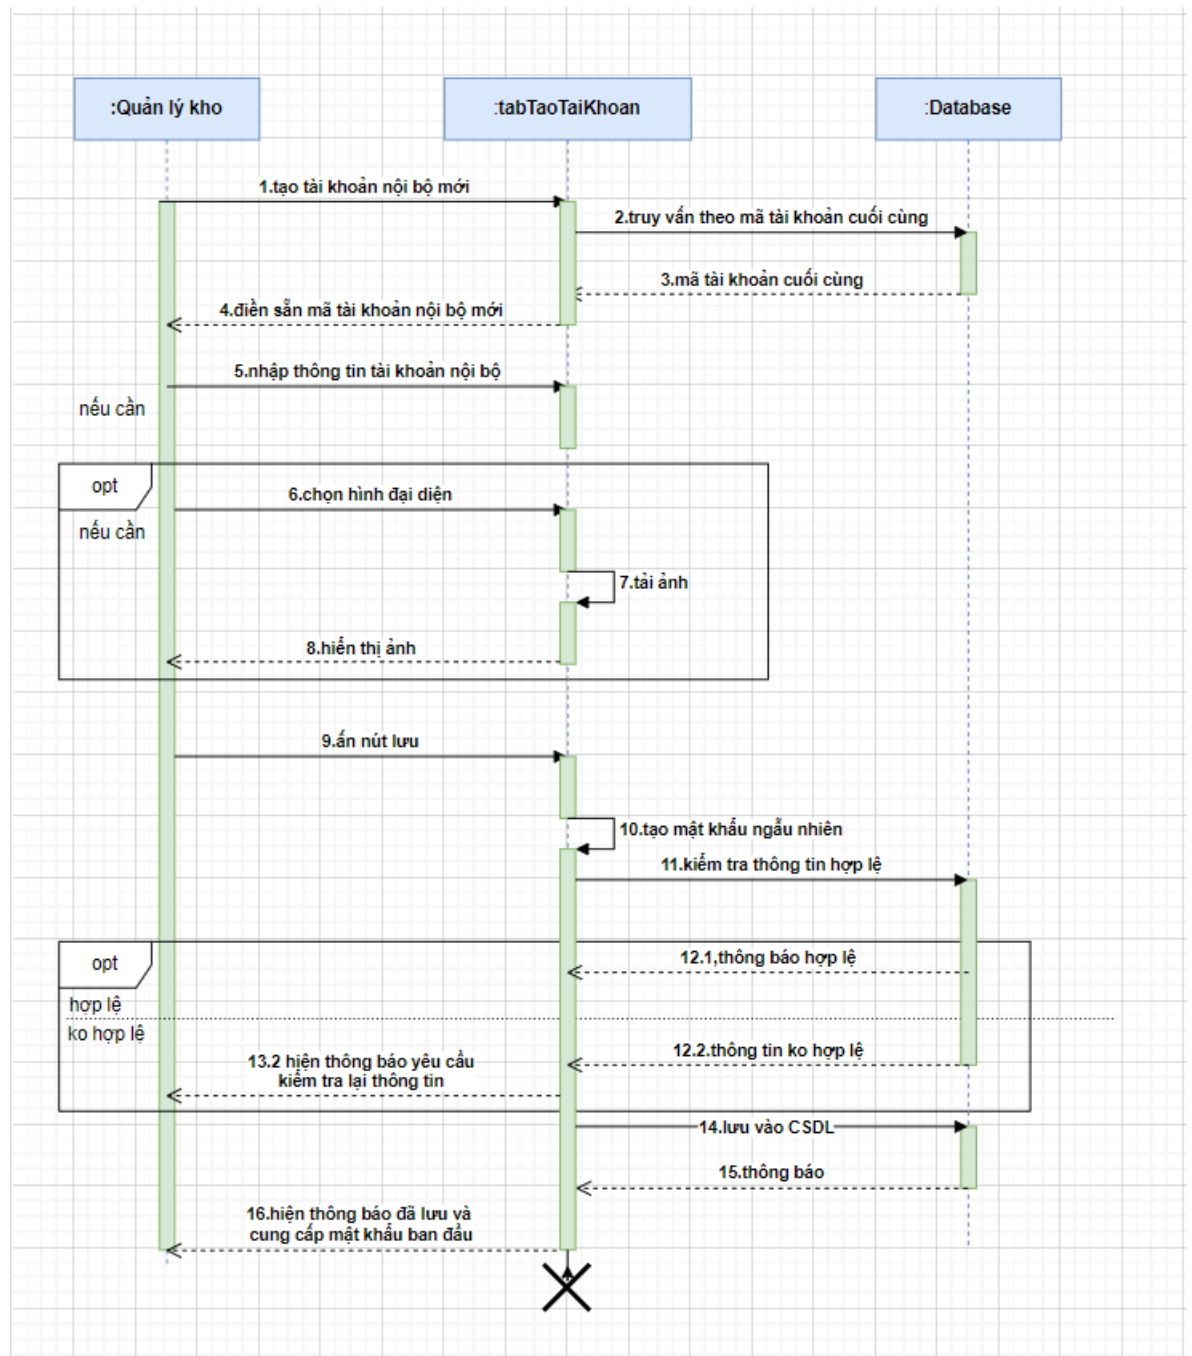 :Quản lý kho
:tabTaoTaiKhoan
:Database
1.tạo tài khoản nội bộ mới
2.truy vấn theo mã tài khoản cuối cùng
3.mã tài khoản cuối cùng
4.điền sẵn mã tài khoản nội bộ mới
5.nhập thông tin tài khoản nội bộ
nếu cần
opt
6.chọn hình đại diện
nếu cần
7.tải ảnh
8.hiển thị ảnh
9.ấn nút lưu
10.tạo mật khẩu ngẫu nhiên
11.kiểm tra thông tin hợp lệ
opt
12.1,thông báo hợp lệ
hợp lệ
ko hợp lệ
12.2.thông tin ko hợp lệ
13.2 hiện thông báo yêu cầu
kiểm tra lại thông tin
14.lưu vào CSDL
15.thông báo
16.hiện thông báo đã lưu và
cung cấp mật khẩu ban đầu